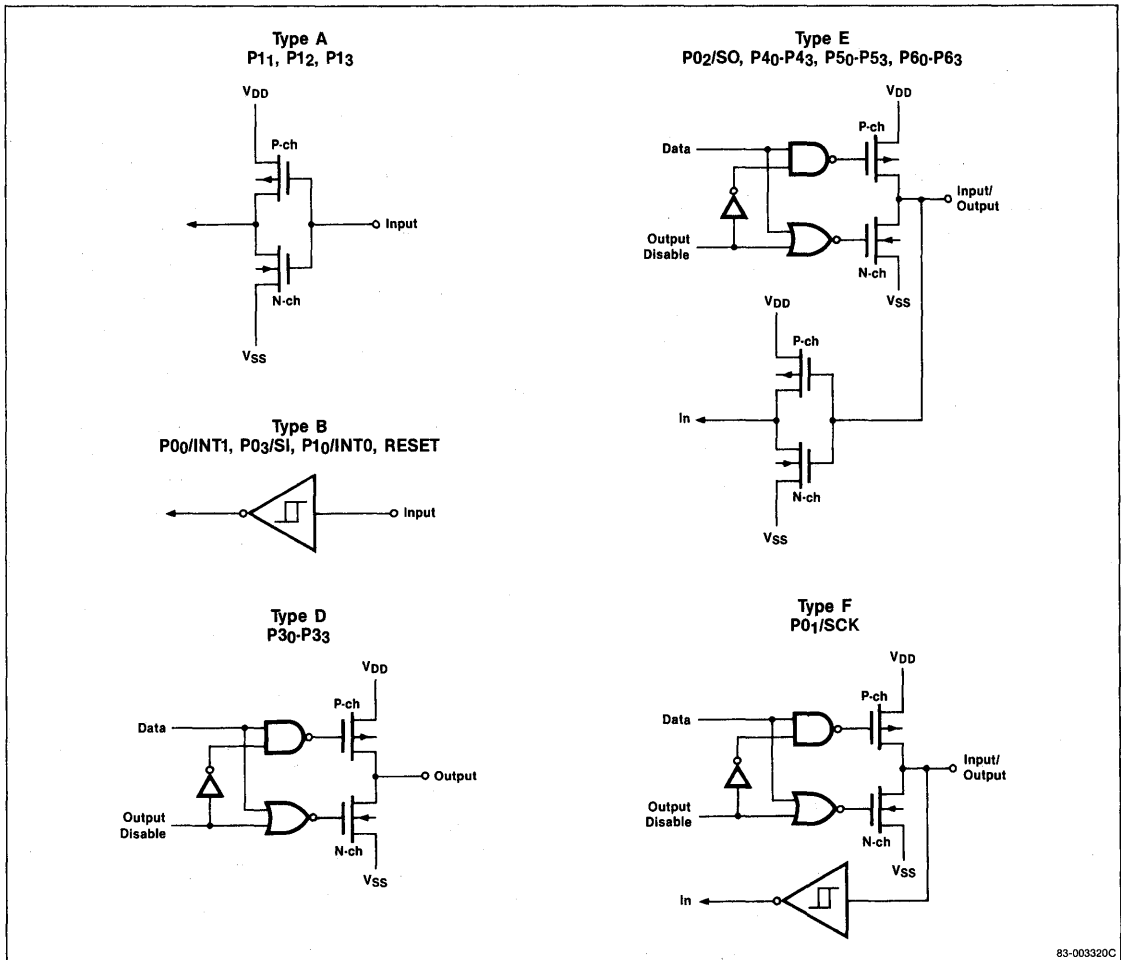 Type A
P11, P12, P13
VDD
P-ch
Input
N-ch
VSS
Type B
P00/INT1, P03/SI, P10/INT0, RESET
Input
Type D
P30-P33
VDD
P-ch
Data
Output
Output
Disable
N-ch
VSS
Type E
P02/SO, P40-P43, P50-P53, P60-P63
VDD
P-ch
Data
Input/
Output
Output
Disable
N-ch
VSS
VDD
P-ch
In
N-ch
VSS
Type F
P01/SCK
VDD
P-ch
Data
Input/
Output
Output
Disable
N-ch
VSS
In
83-003320C